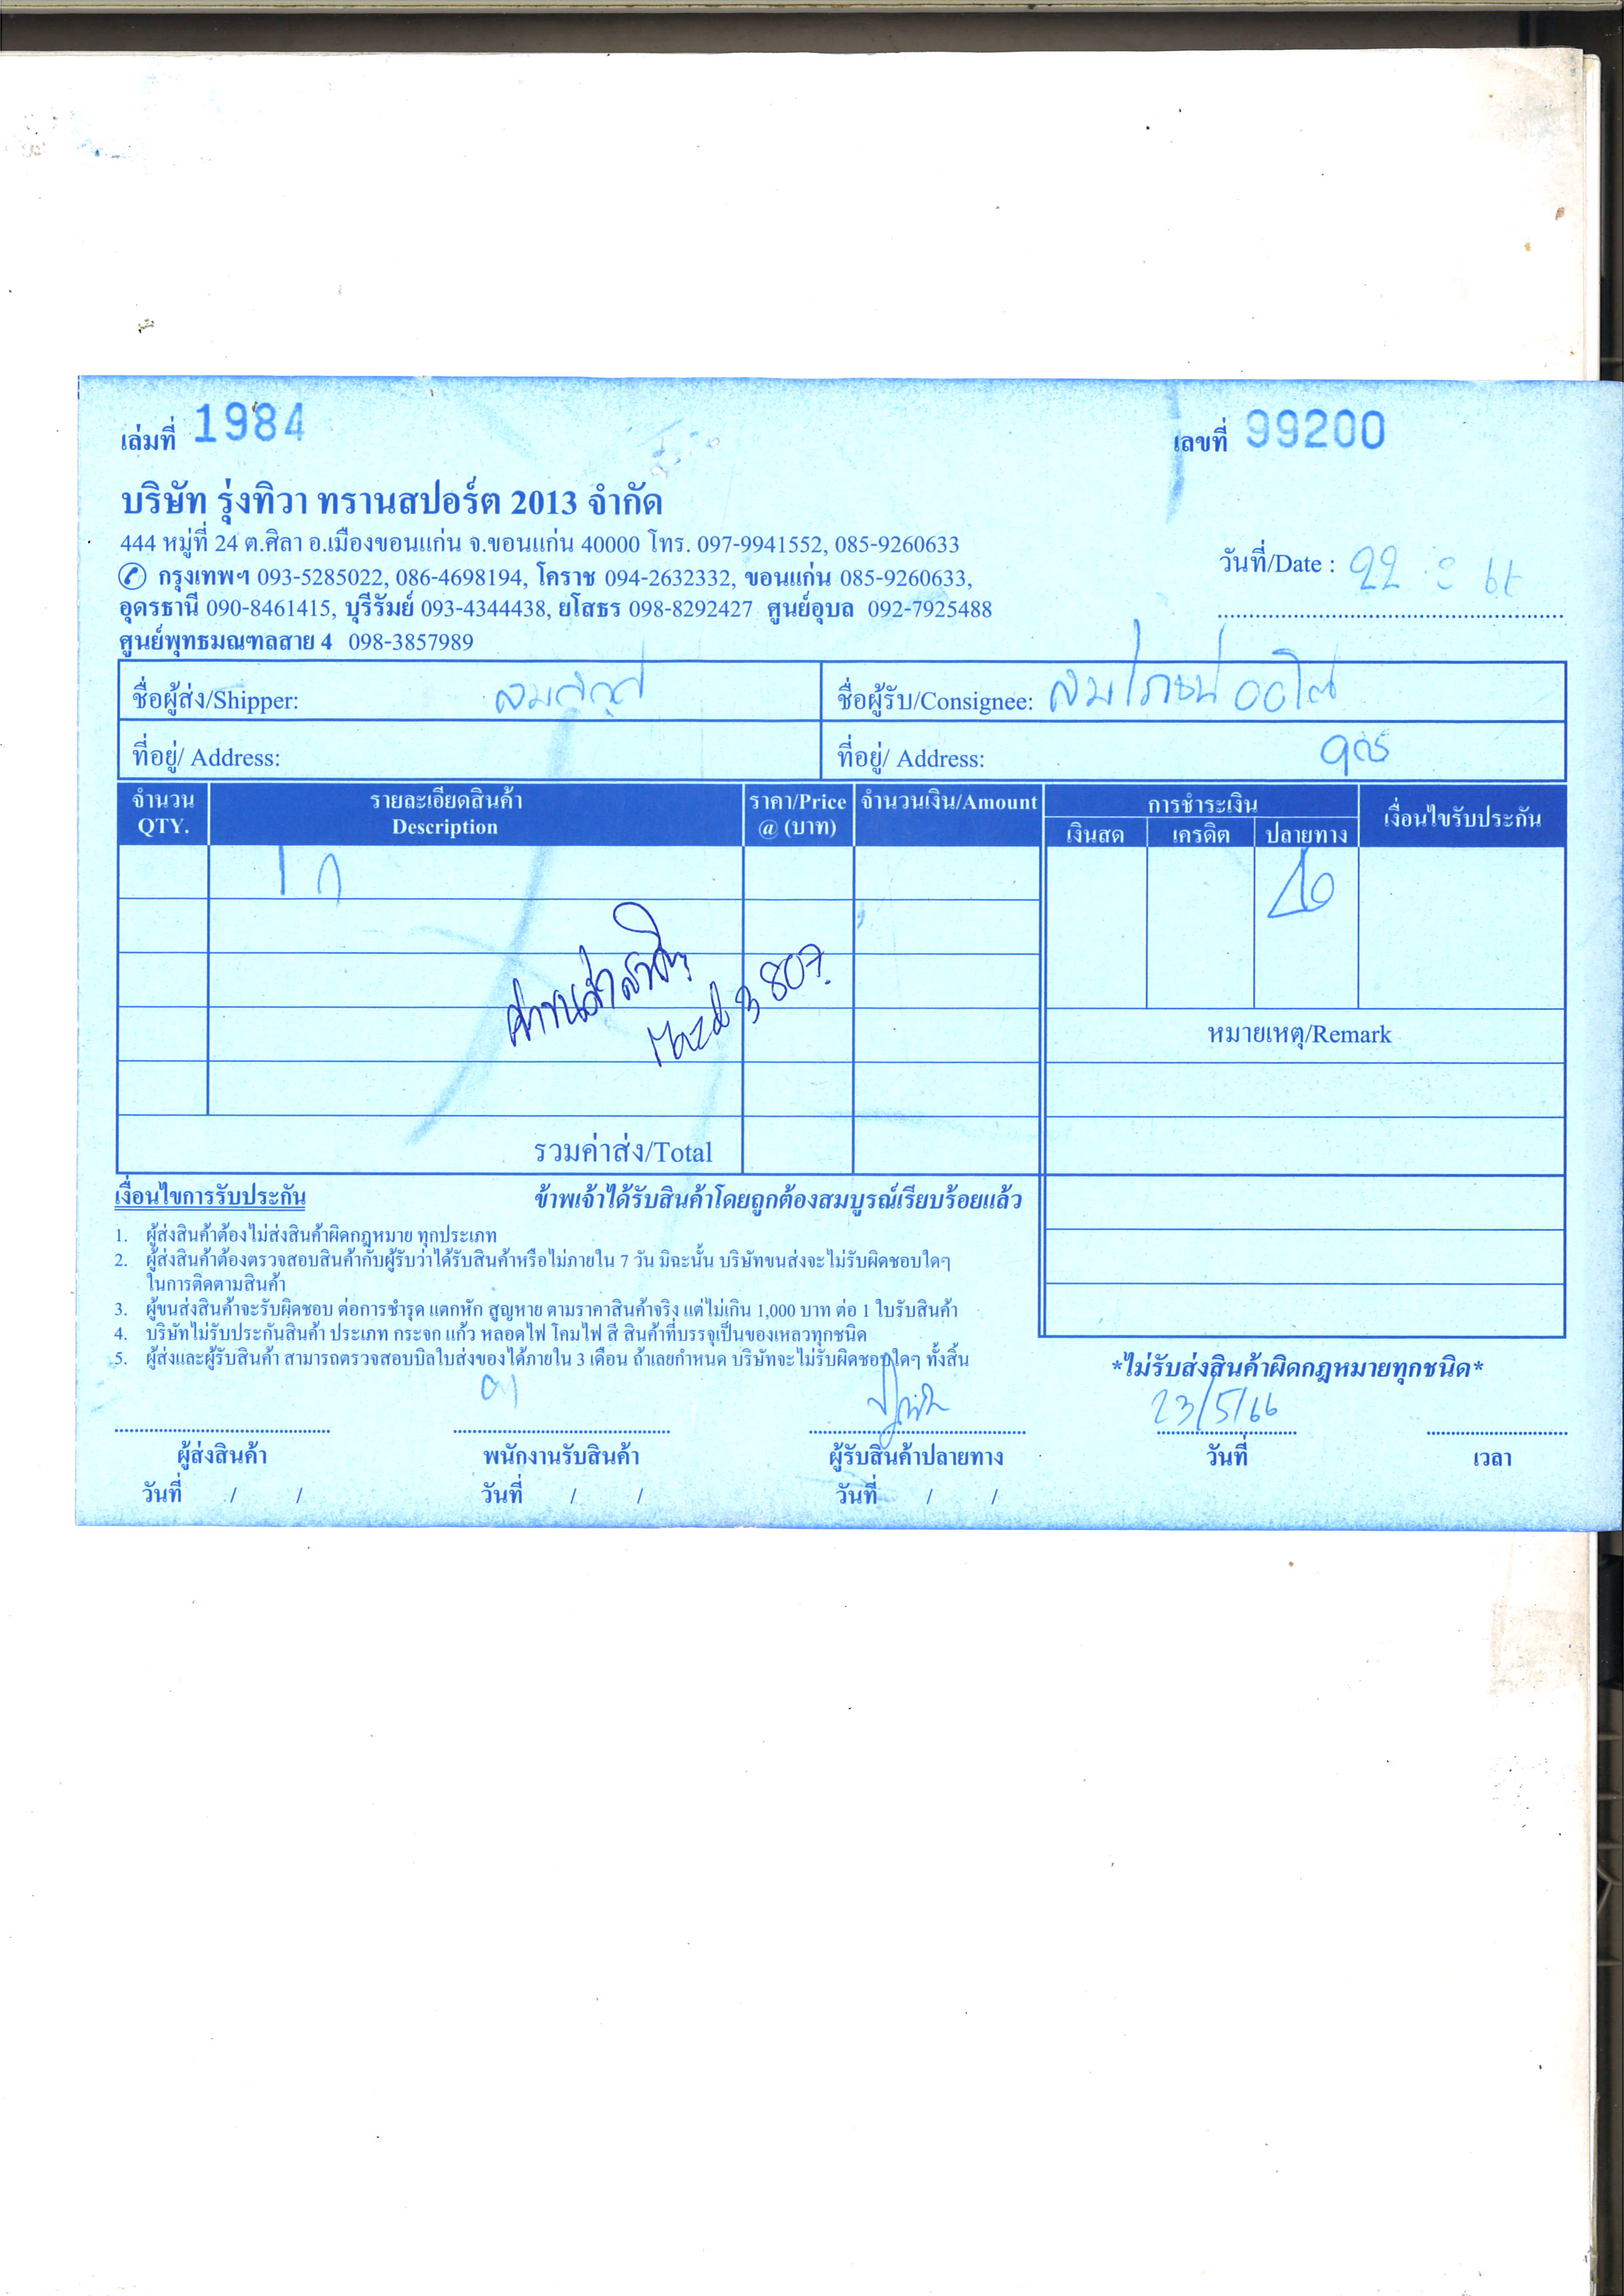 เล่มที่ 1984
เลขที่ 99200
บริษัท รุ่งทิวา ทรานสปอร์ต 2013 จำกัด
444 หมู่ที่ 24 ต.ศิลา อ.เมืองขอนแก่น จ.ขอนแก่น 40000 โทร. 097-9941552, 085-9260633
กรุงเทพฯ 093-5285022, 086-4698194, โคราช 094-2632332, ขอนแก่น 085-9260633,
อุดรธานี 090-8461415, บุรีรัมย์ 093-4344438, ยโสธร 098-8292427 ศูนย์อุบล 092-7925488
ศูนย์พุทธมณฑลสาย 4 098-3857989
วันที่/Date : 22 66
ชื่อผู้ส่ง/Shipper:
ชื่อผู้รับ/Consignee:
ที่อยู่/ Address:
ที่อยู่/ Address:
จำนวน QTY.
รายละเอียดสินค้า Description
ราคา/Price @ (บาท)
จำนวนเงิน/Amount
การชำระเงิน
เงินสด เครดิต ปลายทาง
เงื่อนไขรับประกัน
1 ก
หมายเหตุ/Remark
รวมค่าส่ง/Total
เงื่อนไขการรับประกัน
ข้าพเจ้าได้รับสินค้าโดยถูกต้องสมบูรณ์เรียบร้อยแล้ว
1. ผู้ส่งสินค้าต้องไม่ส่งสินค้าผิดกฎหมาย ทุกประเภท
2. ผู้ส่งสินค้าต้องตรวจสอบสินค้ากับผู้รับว่าได้รับสินค้าหรือไม่ภายใน 7 วัน มิฉะนั้น บริษัทขนส่งจะไม่รับผิดชอบใดๆ
ในการติดตามสินค้า
3. ผู้ขนส่งสินค้าจะรับผิดชอบ ต่อการชำรุด แตกหัก สูญหาย ตามราคาสินค้าจริง แต่ไม่เกิน 1,000 บาท ต่อ 1 ใบรับสินค้า
4. บริษัทไม่รับประกันสินค้า ประเภท กระจก แก้ว หลอดไฟ โคมไฟ สี สินค้าที่บรรจุเป็นของเหลวทุกชนิด
5. ผู้ส่งและผู้รับสินค้า สามารถตรวจสอบบิลใบส่งของได้ภายใน 3 เดือน ถ้าเลยกำหนด บริษัทจะไม่รับผิดชอบใดๆ ทั้งสิ้น
*ไม่รับส่งสินค้าผิดกฎหมายทุกชนิด*
23/5/66
ผู้ส่งสินค้า พนักงานรับสินค้า ผู้รับสินค้าปลายทาง วันที่ เวลา
วันที่ / / วันที่ / / วันที่ / /